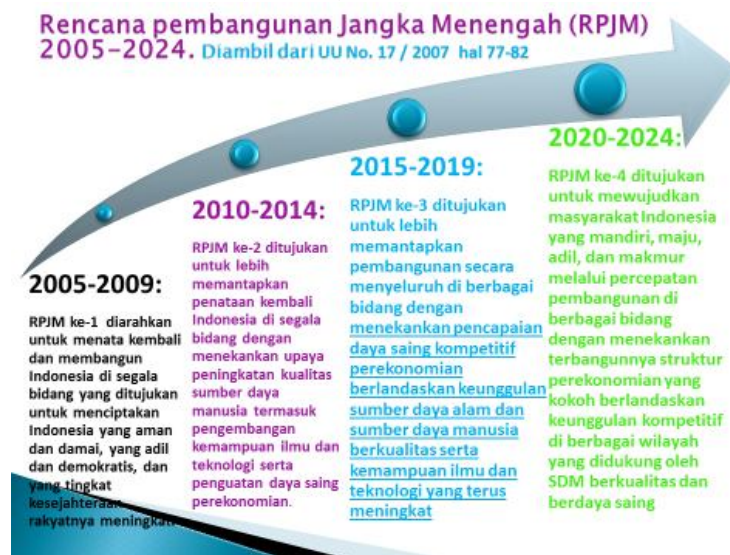 Rencana pembangunan Jangka Menengah (RPJM)
2005-2024. Diambil dari UU No. 17 / 2007 hal 77-82
2005-2009:
RPJM ke-1 diarahkan
untuk menata kembali
dan membangun
Indonesia di segala
bidang yang ditujukan
untuk menciptakan
Indonesia yang aman
dan damai, yang adil
dan demokratis, dan
yang tingkat
kesejahteraan
rakyatnya meningkat.
2010-2014:
RPJM ke-2 ditujukan
untuk lebih
memantapkan
penataan kembali
Indonesia di segala
bidang dengan
menekankan upaya
peningkatan kualitas
sumber daya
manusia termasuk
pengembangan
kemampuan ilmu dan
teknologi serta
penguatan daya saing
perekonomian.
2015-2019:
RPJM ke-3 ditujukan
untuk lebih
memantapkan
pembangunan secara
menyeluruh di berbagai
bidang dengan
menekankan pencapaian
daya saing kompetitif
perekonomian
berlandaskan keunggulan
sumber daya alam dan
sumber daya manusia
berkualitas serta
kemampuan ilmu dan
teknologi yang terus
meningkat
2020-2024:
RPJM ke-4 ditujukan
untuk mewujudkan
masyarakat Indonesia
yang mandiri, maju,
adil, dan makmur
melalui percepatan
pembangunan di
berbagai bidang
dengan menekankan
terbangunnya struktur
perekonomian yang
kokoh berlandaskan
keunggulan kompetitif
di berbagai wilayah
yang didukung oleh
SDM berkualitas dan
berdaya saing